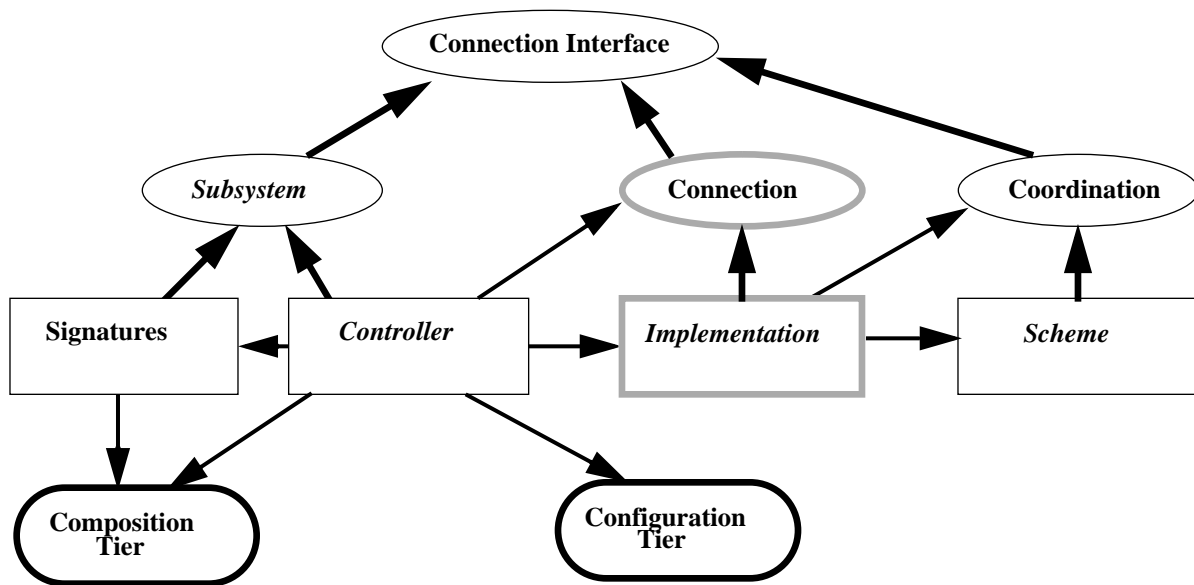 Connection Interface
Subsystem
Connection
Coordination
Signatures
Controller
Implementation
Scheme
Composition
Tier
Configuration
Tier